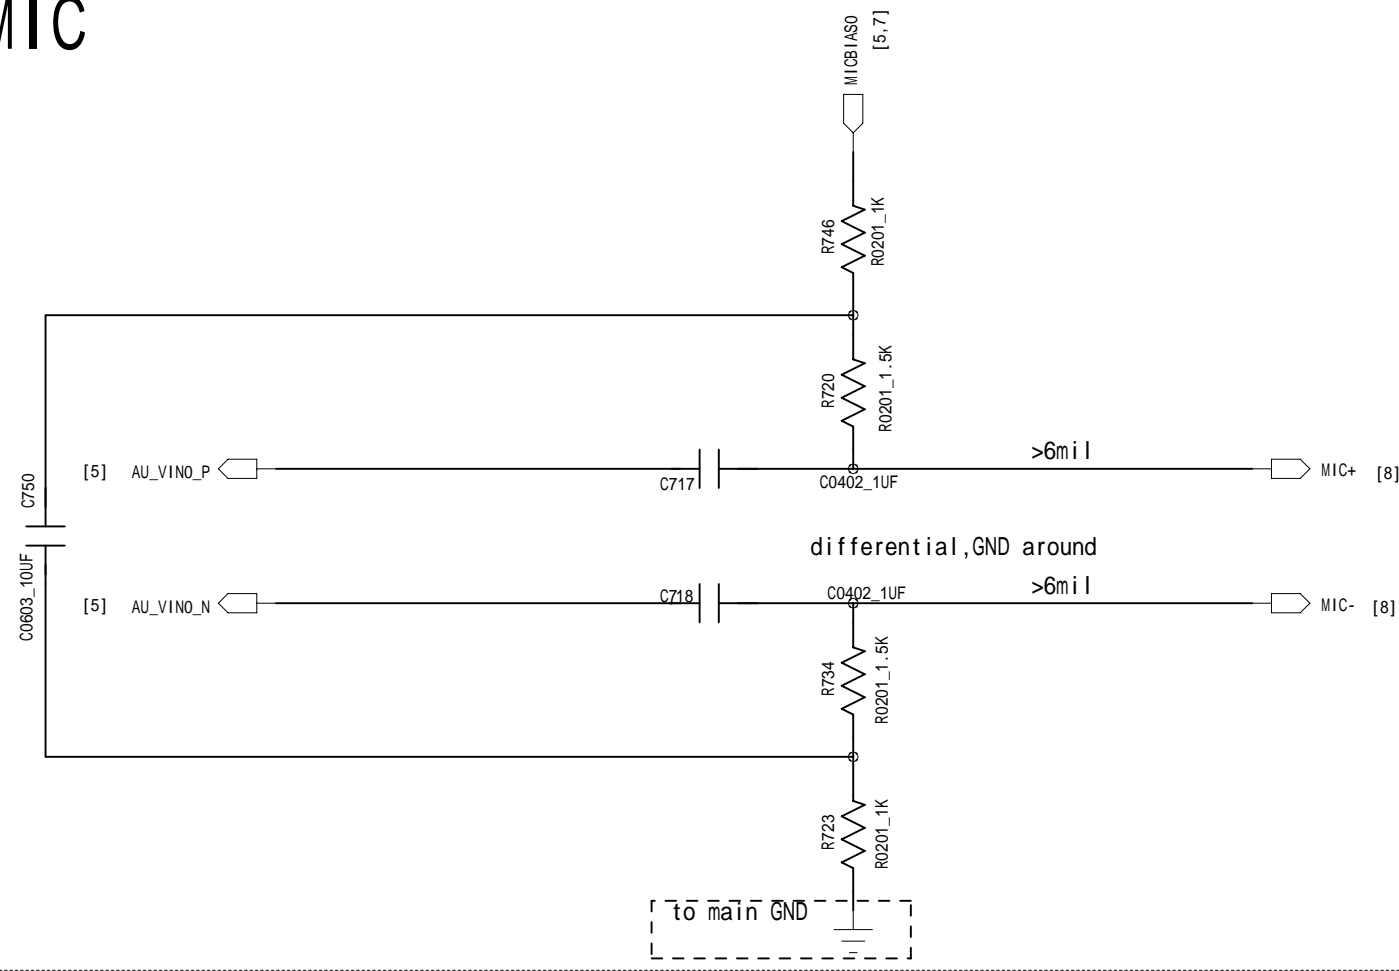 MIC
MICBIAS0
[5,7]
R746
R0201_1K
R720
R0201_1.5K
>6mil
[5] AU_VIN0_P
C717
C0402_1UF
MIC+ [8]
C750
C0603_10UF
differential,GND around
>6mil
[5] AU_VIN0_N
C718
C0402_1UF
MIC- [8]
R734
R0201_1.5K
R723
R0201_1K
to main GND